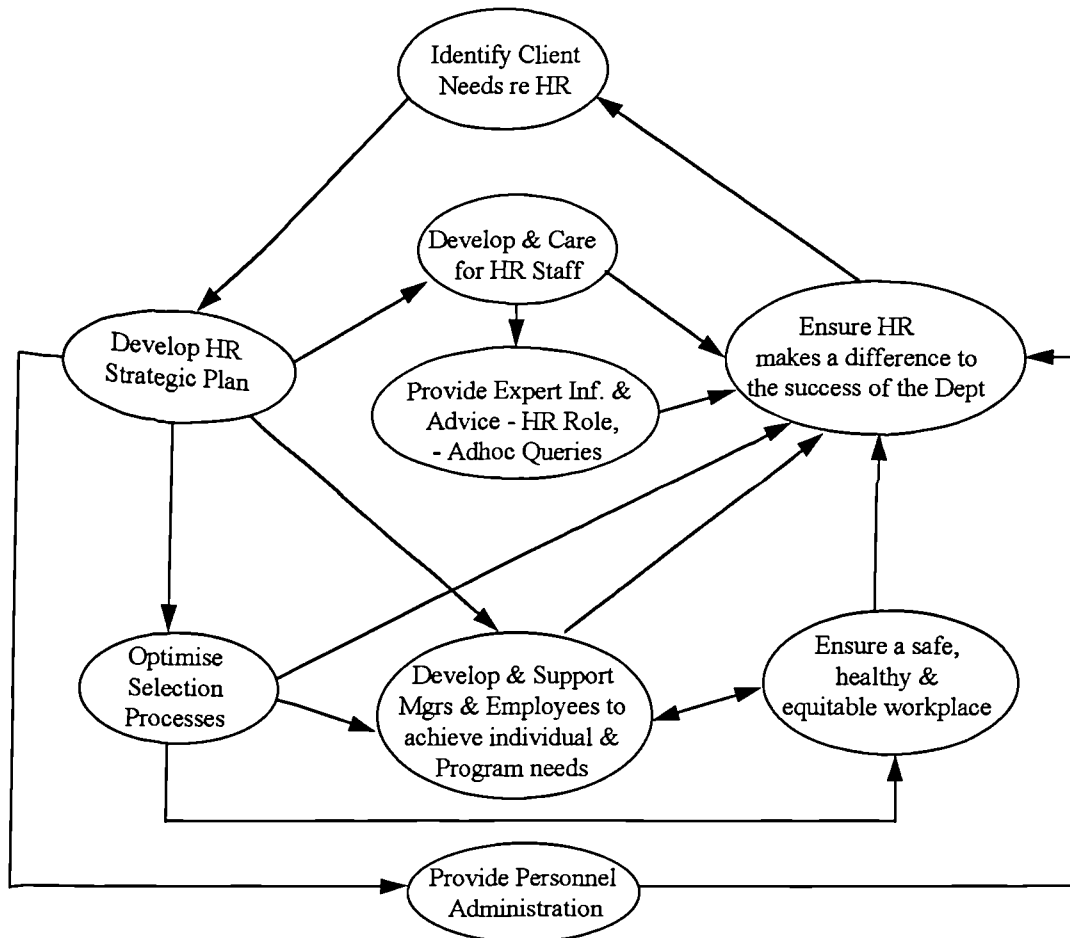 Identify Client
Needs re HR
Develop & Care
for HR Staff
Develop HR
Strategic Plan
Provide Expert Inf. &
Advice - HR Role,
- Adhoc Queries
Ensure HR
makes a difference to
the success of the Dept
Optimise
Selection
Processes
Develop & Support
Mgrs & Employees to
achieve individual &
Program needs
Ensure a safe,
healthy &
equitable workplace
Provide Personnel
Administration